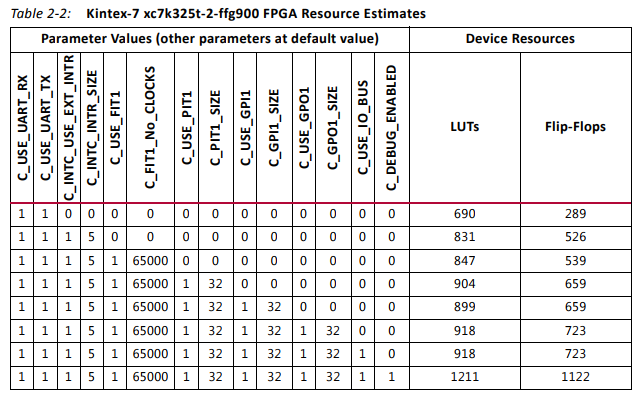 Table 2-2: Kintex-7 xc7k325t-2-ffg900 FPGA Resource Estimates
Parameter Values (other parameters at default value) Device Resources
C_USE_UART_RX C_USE_UART_TX C_INTC_USE_EXT_INTR C_INTC_INTR_SIZE C_USE_FIT1 C_FIT1_No_CLOCKS C_USE_PIT1 C_PIT1_SIZE C_USE_GPI1 C_GPI1_SIZE C_USE_GPO1 C_GPO1_SIZE C_USE_IO_BUS C_DEBUG_ENABLED LUTs Flip-Flops
1 1 0 0 0 0 0 0 0 0 0 0 0 0 690 289
1 1 1 5 0 0 0 0 0 0 0 0 0 0 831 526
1 1 1 5 1 65000 0 0 0 0 0 0 0 0 847 539
1 1 1 5 1 65000 1 32 0 0 0 0 0 0 904 659
1 1 1 5 1 65000 1 32 1 32 0 0 0 0 899 659
1 1 1 5 1 65000 1 32 1 32 1 32 0 0 918 723
1 1 1 5 1 65000 1 32 1 32 1 32 1 0 918 723
1 1 1 5 1 65000 1 32 1 32 1 32 1 1 1211 1122